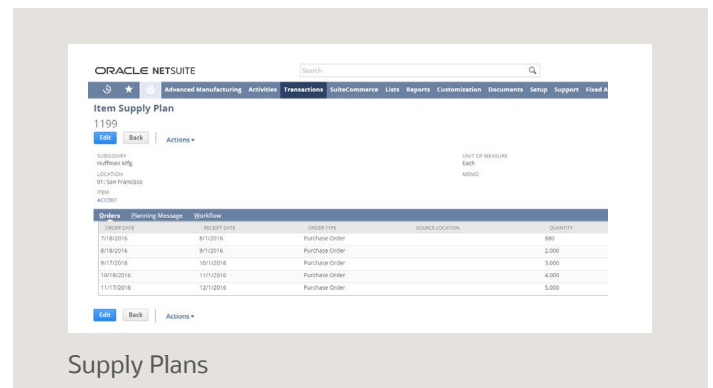 ORACLE NETSUITE Search
Advanced Manufacturing Activities Transactions SuiteCommerce Lists Reports Customization Documents Setup Support Fixed A
Item Supply Plan
1199
Edit Back Actions
SUBSIDIARY UNIT OF MEASURE
Huffman Mfg. Each
LOCATION MEMO
01: San Francisco
ITEM
ACC001
Orders Planning Message Workflow
ORDER DATE RECEIPT DATE ORDER TYPE SOURCE LOCATION QUANTITY
7/18/2016 8/1/2016 Purchase Order 880
8/18/2016 9/1/2016 Purchase Order 2,000
9/17/2016 10/1/2016 Purchase Order 3,000
10/18/2016 11/1/2016 Purchase Order 4,000
11/17/2016 12/1/2016 Purchase Order 5,000
Edit Back Actions
Supply Plans